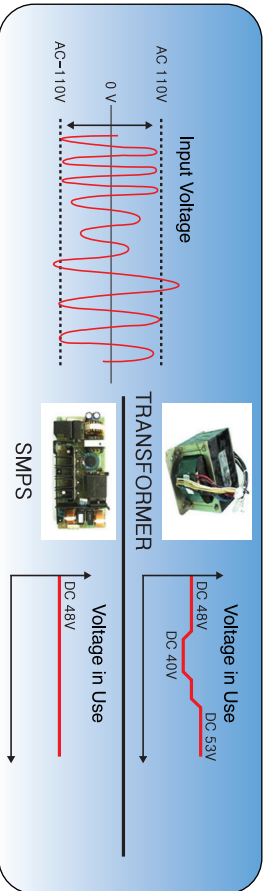 Input Voltage
AC 110V
0 V
AC-110V
TRANSFORMER
Voltage in Use
DC 48V
DC 40V
DC 53V
SMPS
Voltage in Use
DC 48V